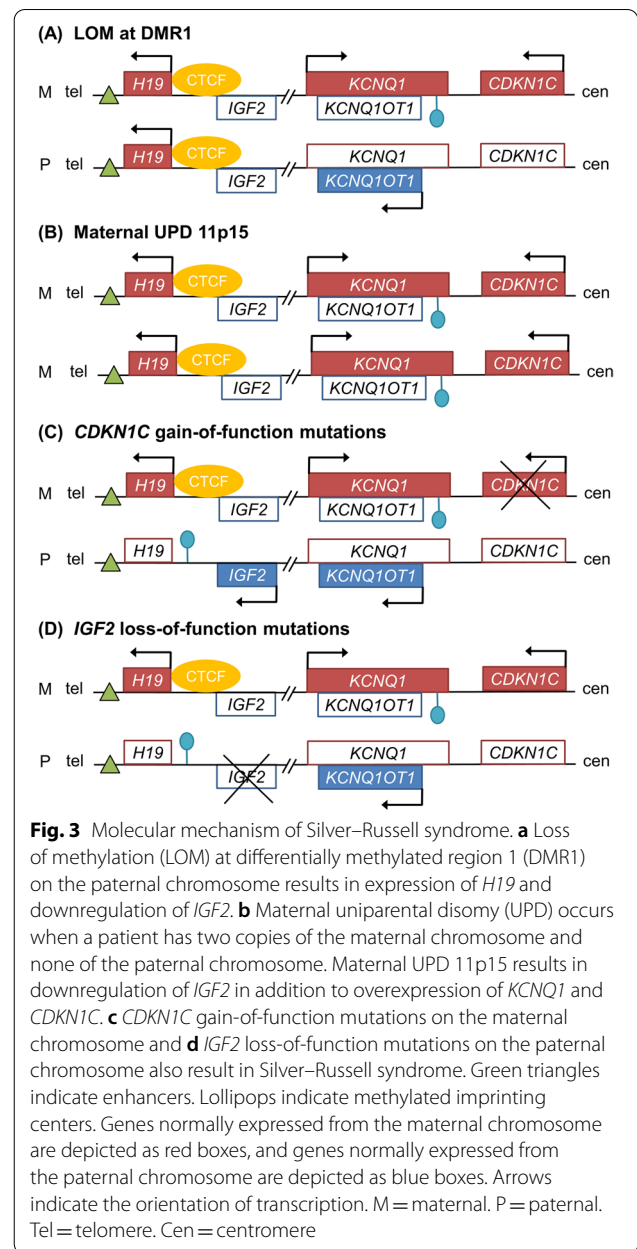 (A) LOM at DMR1
M tel H19 CTCF IGF2 // KCNQ1 KCNQ1OT1 CDKN1C cen
P tel H19 CTCF IGF2 // KCNQ1 KCNQ1OT1 CDKN1C
(B) Maternal UPD 11p15
M tel H19 CTCF IGF2 // KCNQ1 KCNQ1OT1 CDKN1C cen
M tel H19 CTCF IGF2 // KCNQ1 KCNQ1OT1 CDKN1C cen
(C) CDKN1C gain-of-function mutations
M tel H19 CTCF IGF2 // KCNQ1 KCNQ1OT1 CDKN1C cen
P tel H19 IGF2 // KCNQ1 KCNQ1OT1 CDKN1C cen
(D) IGF2 loss-of-function mutations
M tel H19 CTCF IGF2 // KCNQ1 KCNQ1OT1 CDKN1C cen
P tel H19 IGF2 // KCNQ1 KCNQ1OT1 CDKN1C cen
Fig. 3 Molecular mechanism of Silver–Russell syndrome. a Loss
of methylation (LOM) at differentially methylated region 1 (DMR1)
on the paternal chromosome results in expression of H19 and
downregulation of IGF2. b Maternal uniparental disomy (UPD) occurs
when a patient has two copies of the maternal chromosome and
none of the paternal chromosome. Maternal UPD 11p15 results in
downregulation of IGF2 in addition to overexpression of KCNQ1 and
CDKN1C. c CDKN1C gain-of-function mutations on the maternal
chromosome and d IGF2 loss-of-function mutations on the paternal
chromosome also result in Silver–Russell syndrome. Green triangles
indicate enhancers. Lollipops indicate methylated imprinting
centers. Genes normally expressed from the maternal chromosome
are depicted as red boxes, and genes normally expressed from
the paternal chromosome are depicted as blue boxes. Arrows
indicate the orientation of transcription. M = maternal. P = paternal.
Tel = telomere. Cen = centromere